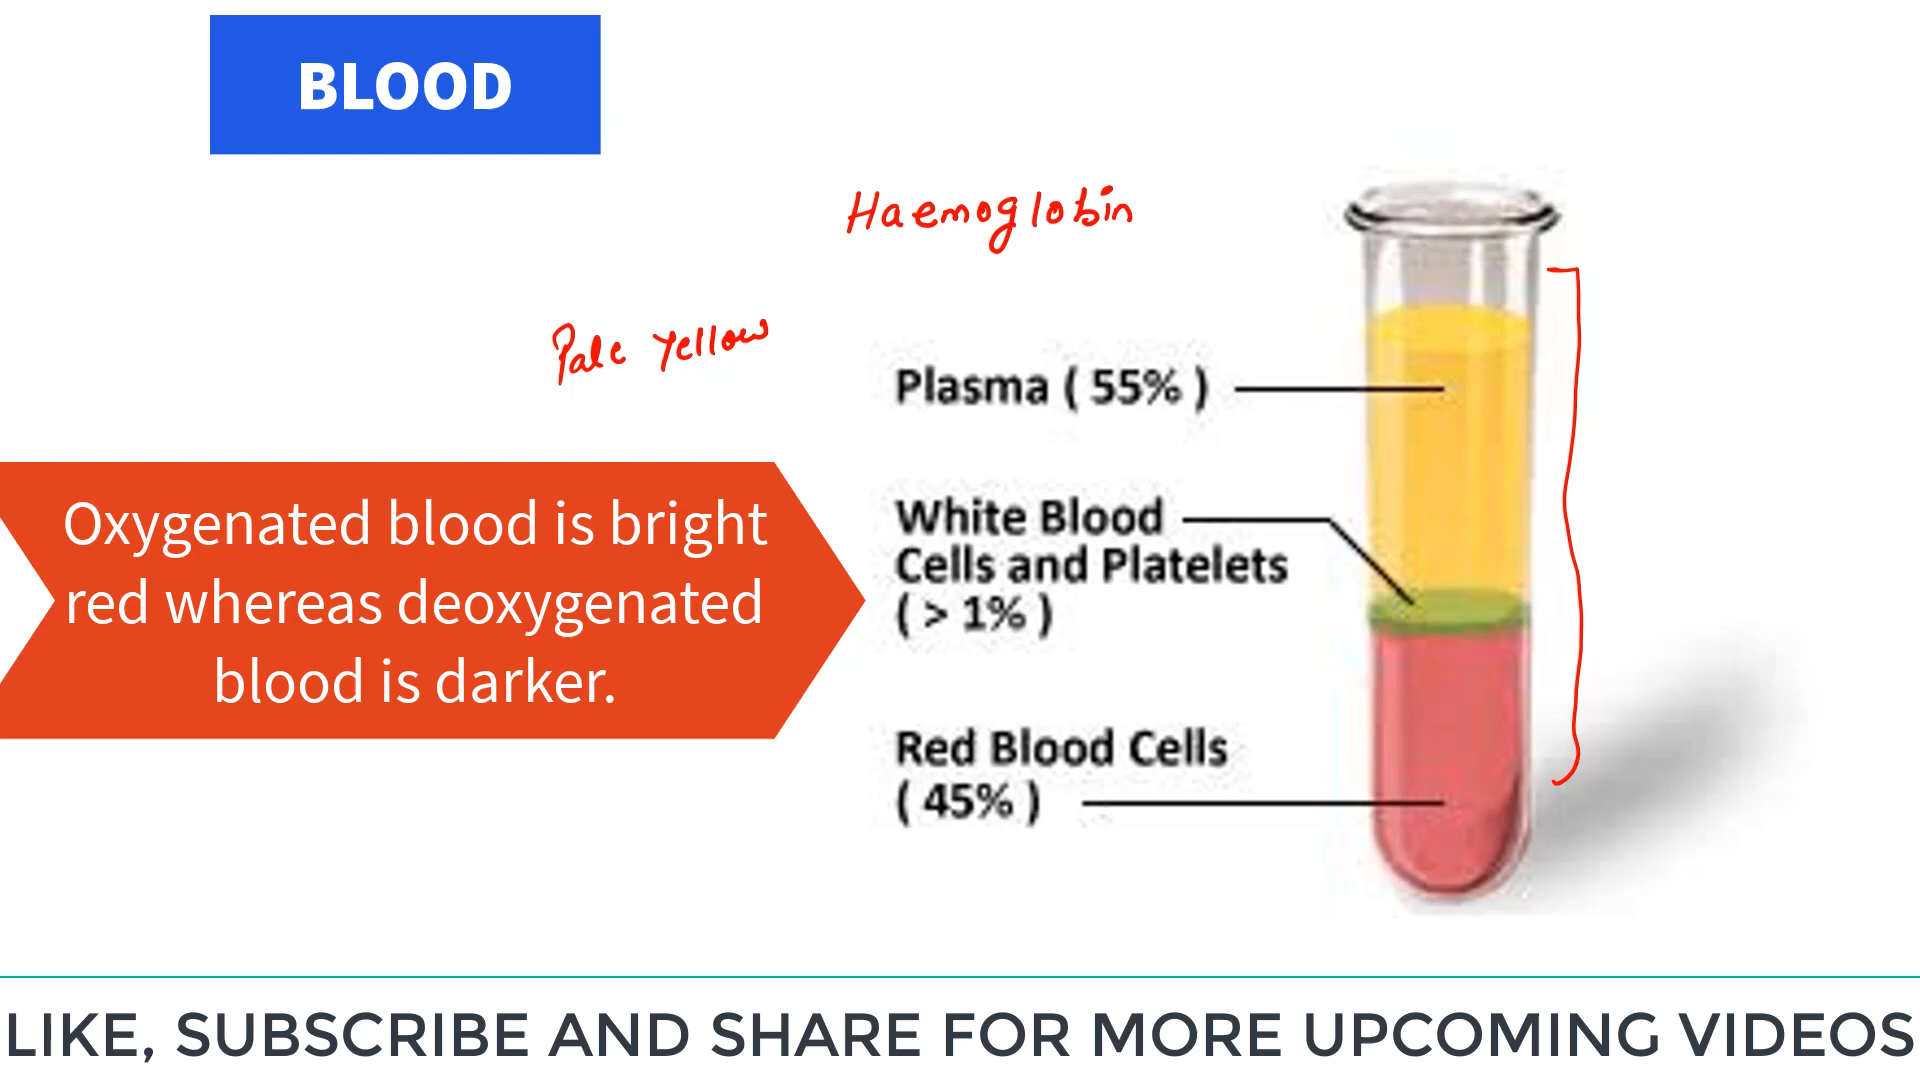 BLOOD
Haemoglobin
Pale Yellow
Plasma ( 55% )
Oxygenated blood is bright
red whereas deoxygenated
blood is darker.
White Blood
Cells and Platelets
( > 1% )
Red Blood Cells
( 45% )
LIKE, SUBSCRIBE AND SHARE FOR MORE UPCOMING VIDEOS